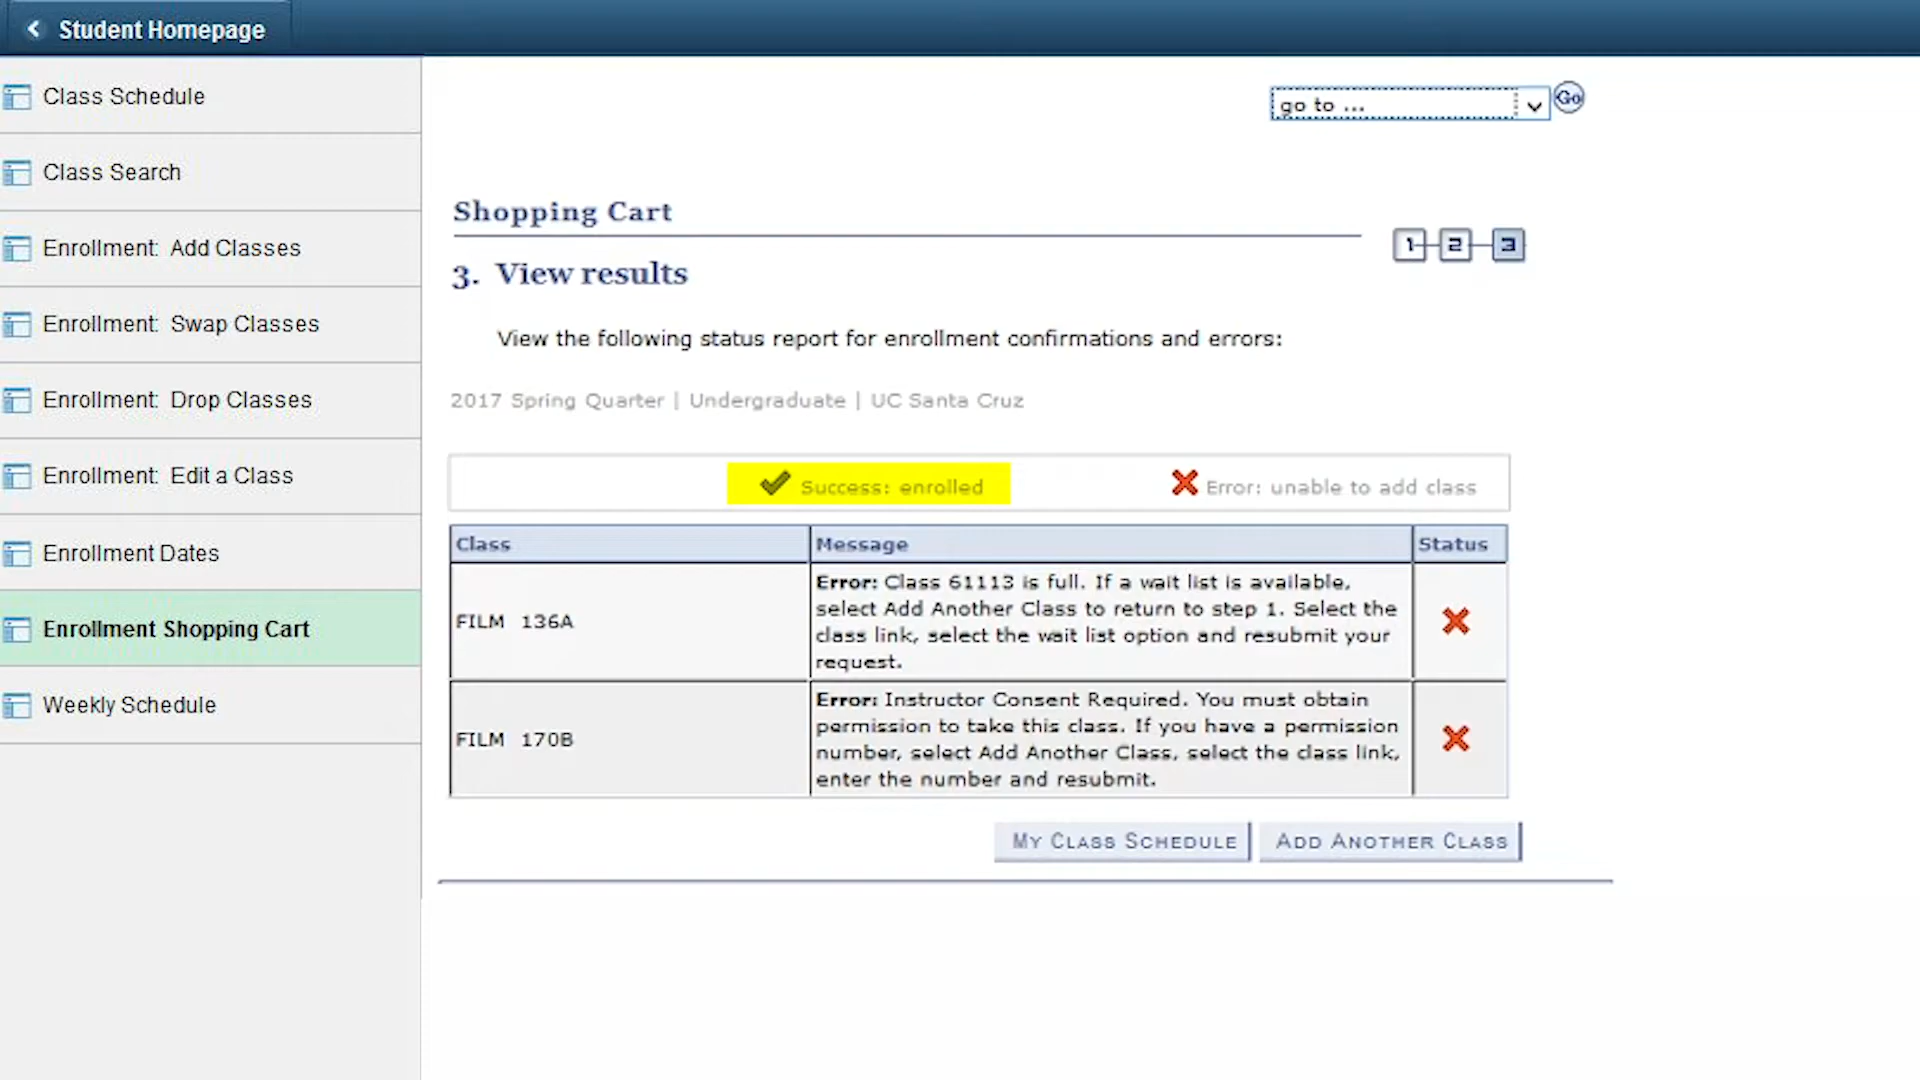 Student Homepage
Class Schedule
Class Search
Enrollment: Add Classes
Enrollment: Swap Classes
Enrollment: Drop Classes
Enrollment: Edit a Class
Enrollment Dates
Enrollment Shopping Cart
Weekly Schedule
go to ...
Go
Shopping Cart
1 2 3
3. View results
View the following status report for enrollment confirmations and errors:
2017 Spring Quarter | Undergraduate | UC Santa Cruz
Success: enrolled Error: unable to add class
Class Message Status
FILM 136A
Error: Class 61113 is full. If a wait list is available,
select Add Another Class to return to step 1. Select the
class link, select the wait list option and resubmit your
request.
FILM 170B
Error: Instructor Consent Required. You must obtain
permission to take this class. If you have a permission
number, select Add Another Class, select the class link,
enter the number and resubmit.
My Class Schedule Add Another Class